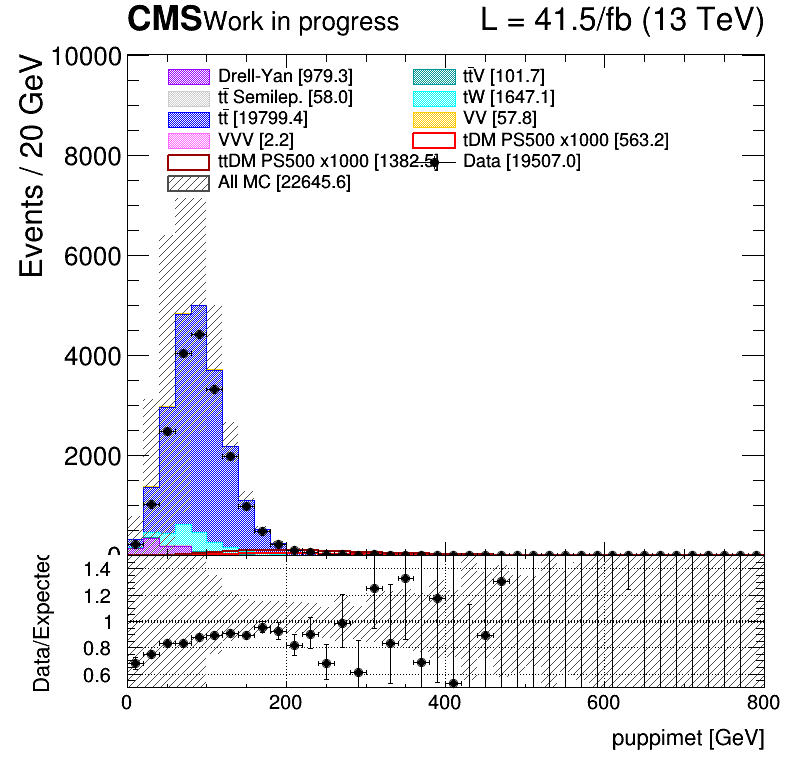 CMS Work in progress L = 41.5/fb (13 TeV)
Events / 20 GeV
10000
8000
6000
4000
2000
0
Drell-Yan [979.3] tt̄V [101.7]
tt̄ Semilep. [58.0] tW [1647.1]
tt̄ [19799.4] VV [57.8]
VVV [2.2] tDM PS500 x1000 [563.2]
ttDM PS500 x1000 [1382.5] Data [19507.0]
All MC [22645.6]
Data/Expected
1.4
1.2
1
0.8
0.6
0 200 400 600 800
puppimet [GeV]